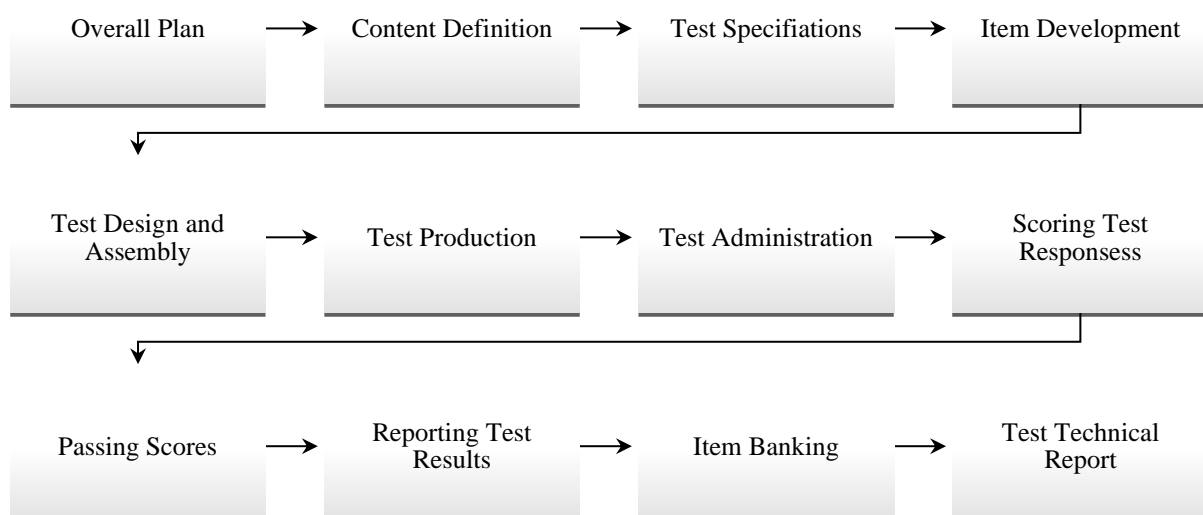 Overall Plan
Content Definition
Test Specifiations
Item Development
Test Design and
Assembly
Test Production
Test Administration
Scoring Test
Responsess
Passing Scores
Reporting Test
Results
Item Banking
Test Technical
Report